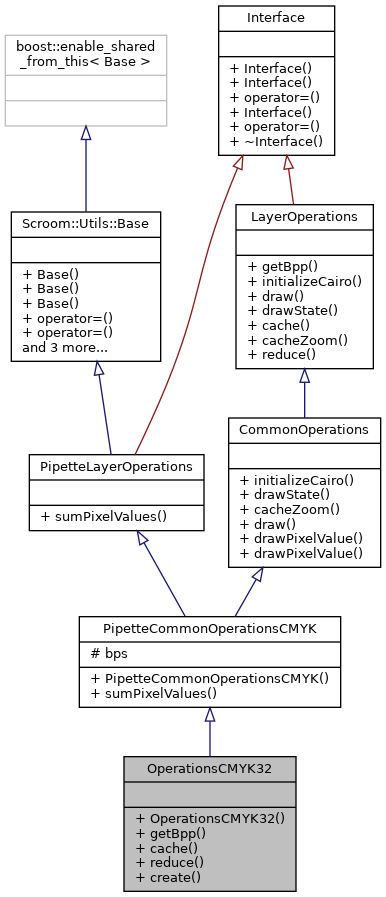 boost::enable_shared
_from_this< Base >
Interface
+ Interface()
+ Interface()
+ operator=()
+ Interface()
+ operator=()
+ ~Interface()
Scroom::Utils::Base
+ Base()
+ Base()
+ Base()
+ operator=()
+ operator=()
and 3 more...
LayerOperations
+ getBpp()
+ initializeCairo()
+ draw()
+ drawState()
+ cache()
+ cacheZoom()
+ reduce()
PipetteLayerOperations
+ sumPixelValues()
CommonOperations
+ initializeCairo()
+ drawState()
+ cacheZoom()
+ draw()
+ drawPixelValue()
+ drawPixelValue()
PipetteCommonOperationsCMYK
# bps
+ PipetteCommonOperationsCMYK()
+ sumPixelValues()
OperationsCMYK32
+ OperationsCMYK32()
+ getBpp()
+ cache()
+ reduce()
+ create()